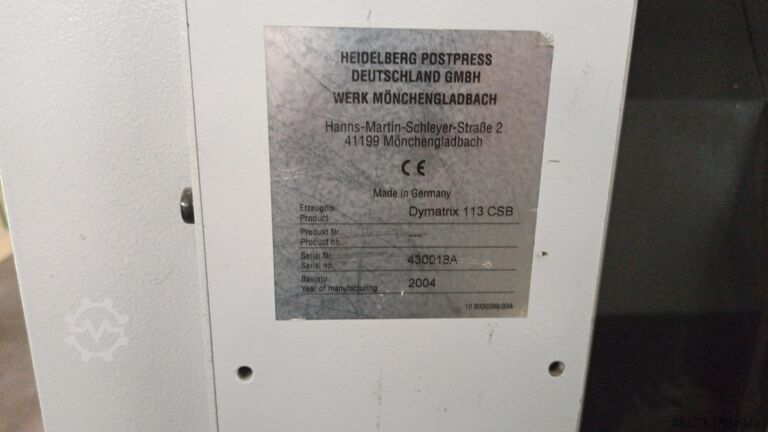 HEIDELBERG POSTPRESS
DEUTSCHLAND GMBH
WERK MÖNCHENGLADBACH
Hanns-Martin-Schleyer-Straße 2
41199 Mönchengladbach
CE
Made in Germany
Erzeugnis
Product
Dymatrix 113 CSB
Produkt Nr.
Product no.
---
Serial Nr.
Serial no.
430018A
Baujahr
Year of manufacturing
2004